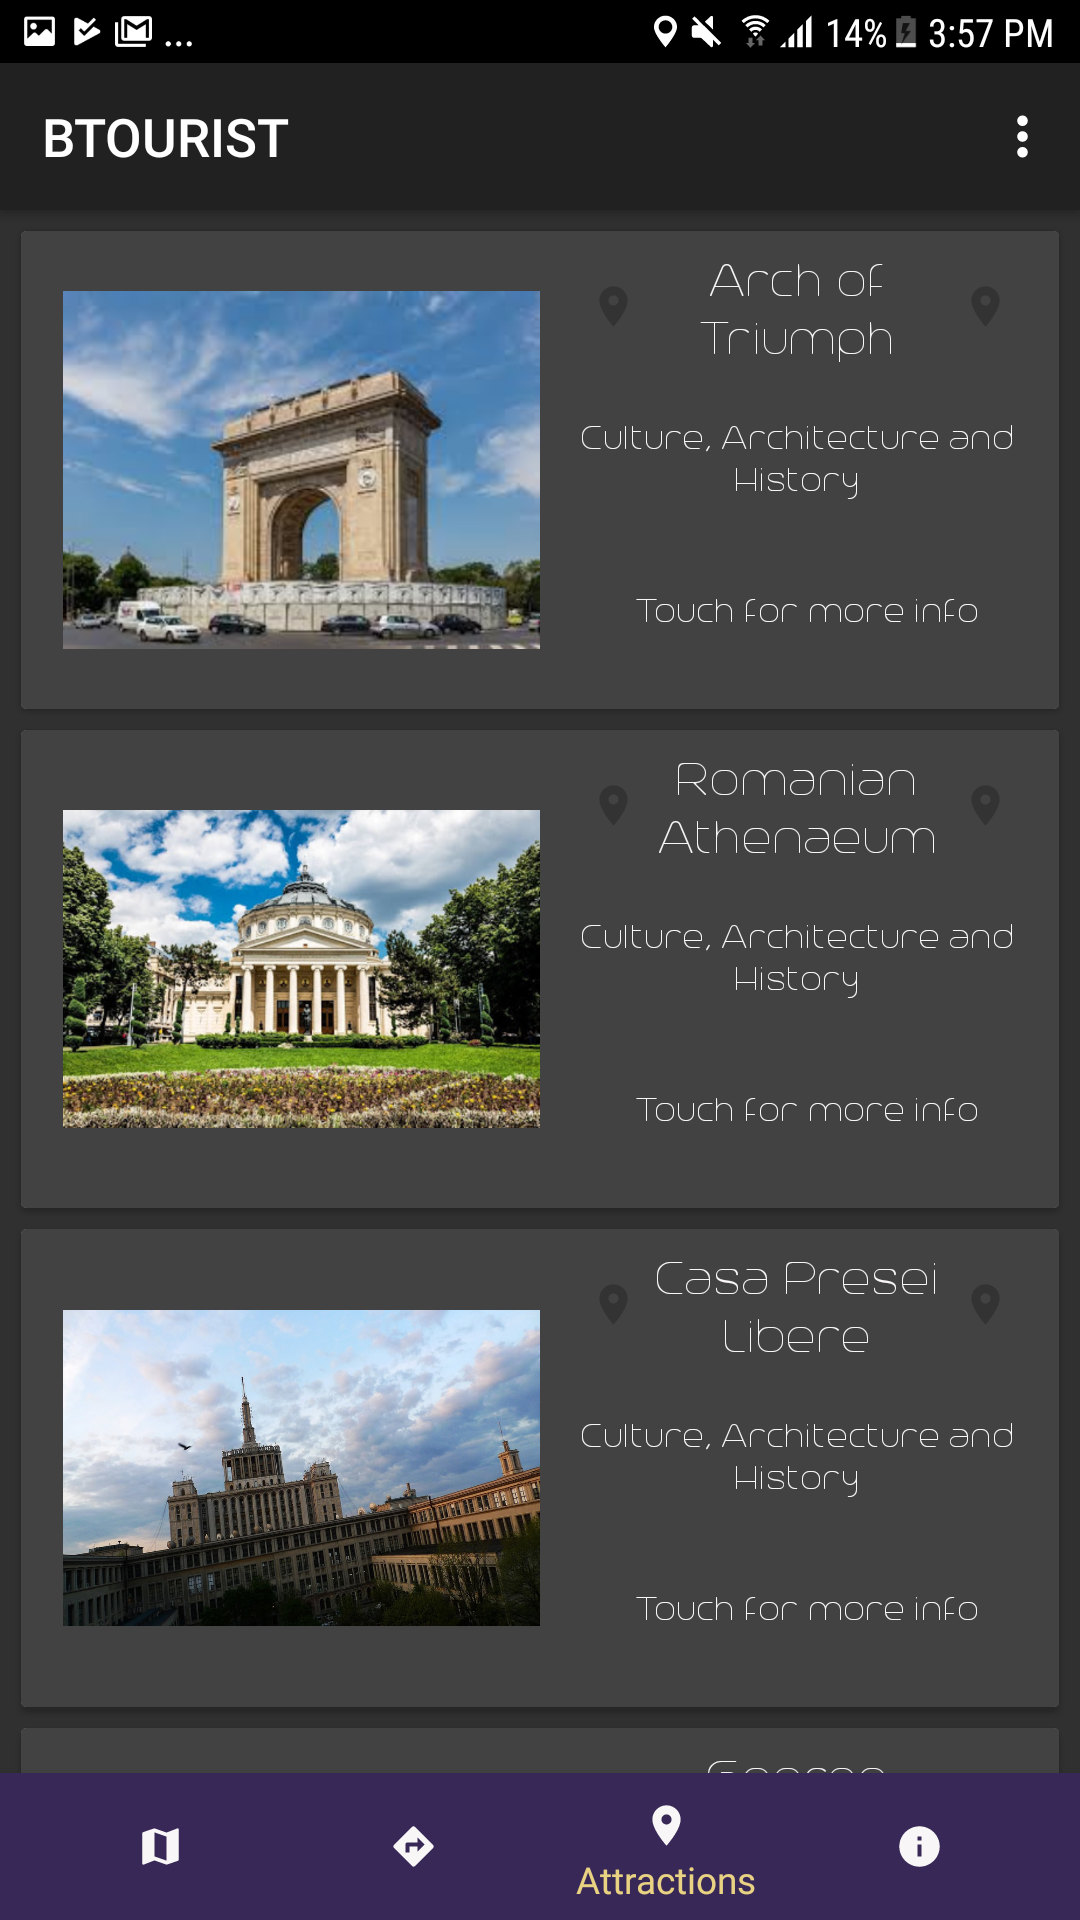 14% 3:57 PM
BTOURIST
Arch of
Triumph
Culture, Architecture and
History
Touch for more info
Romanian
Athenaeum
Culture, Architecture and
History
Touch for more info
Casa Presei
Libere
Culture, Architecture and
History
Touch for more info
Attractions